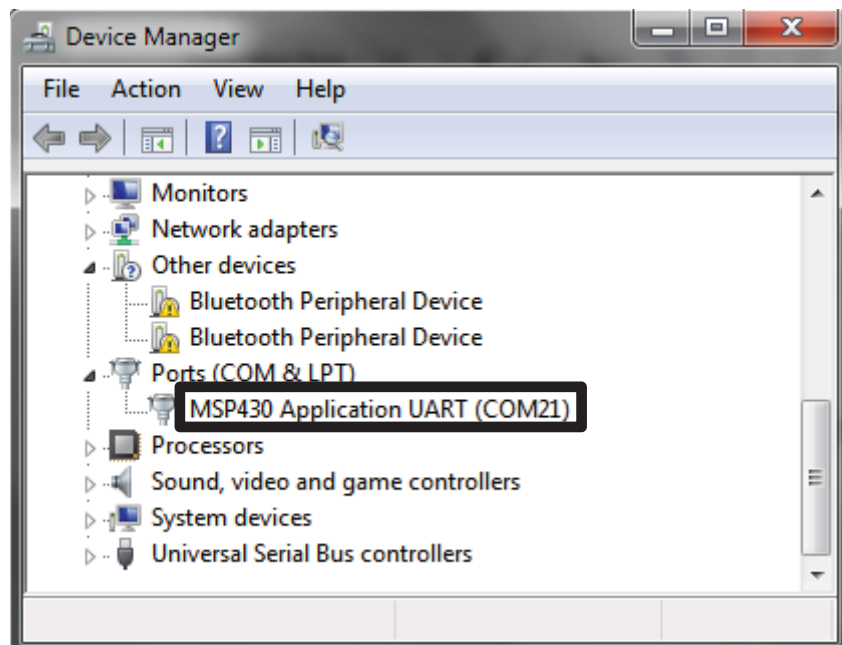 Device Manager
File Action View Help
Monitors
Network adapters
Other devices
Bluetooth Peripheral Device
Bluetooth Peripheral Device
Ports (COM & LPT)
MSP430 Application UART (COM21)
Processors
Sound, video and game controllers
System devices
Universal Serial Bus controllers